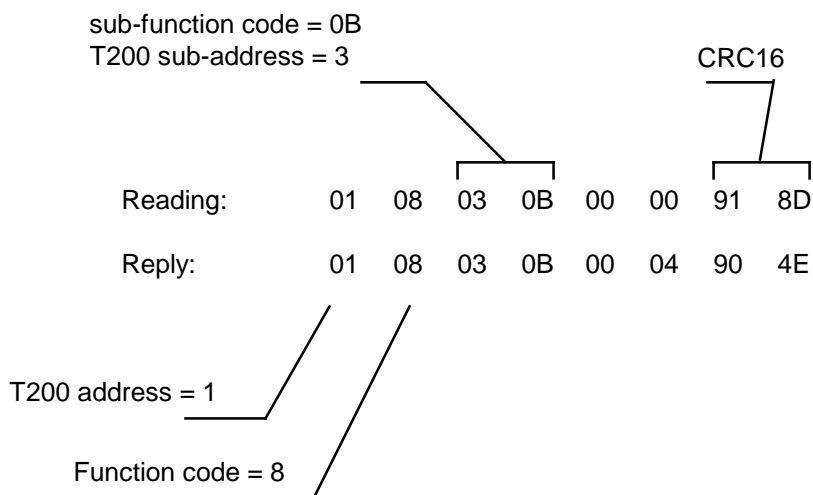 sub-function code = 0B
T200 sub-address = 3
CRC16
Reading: 01 08 03 0B 00 00 91 8D
Reply: 01 08 03 0B 00 04 90 4E
T200 address = 1
Function code = 8